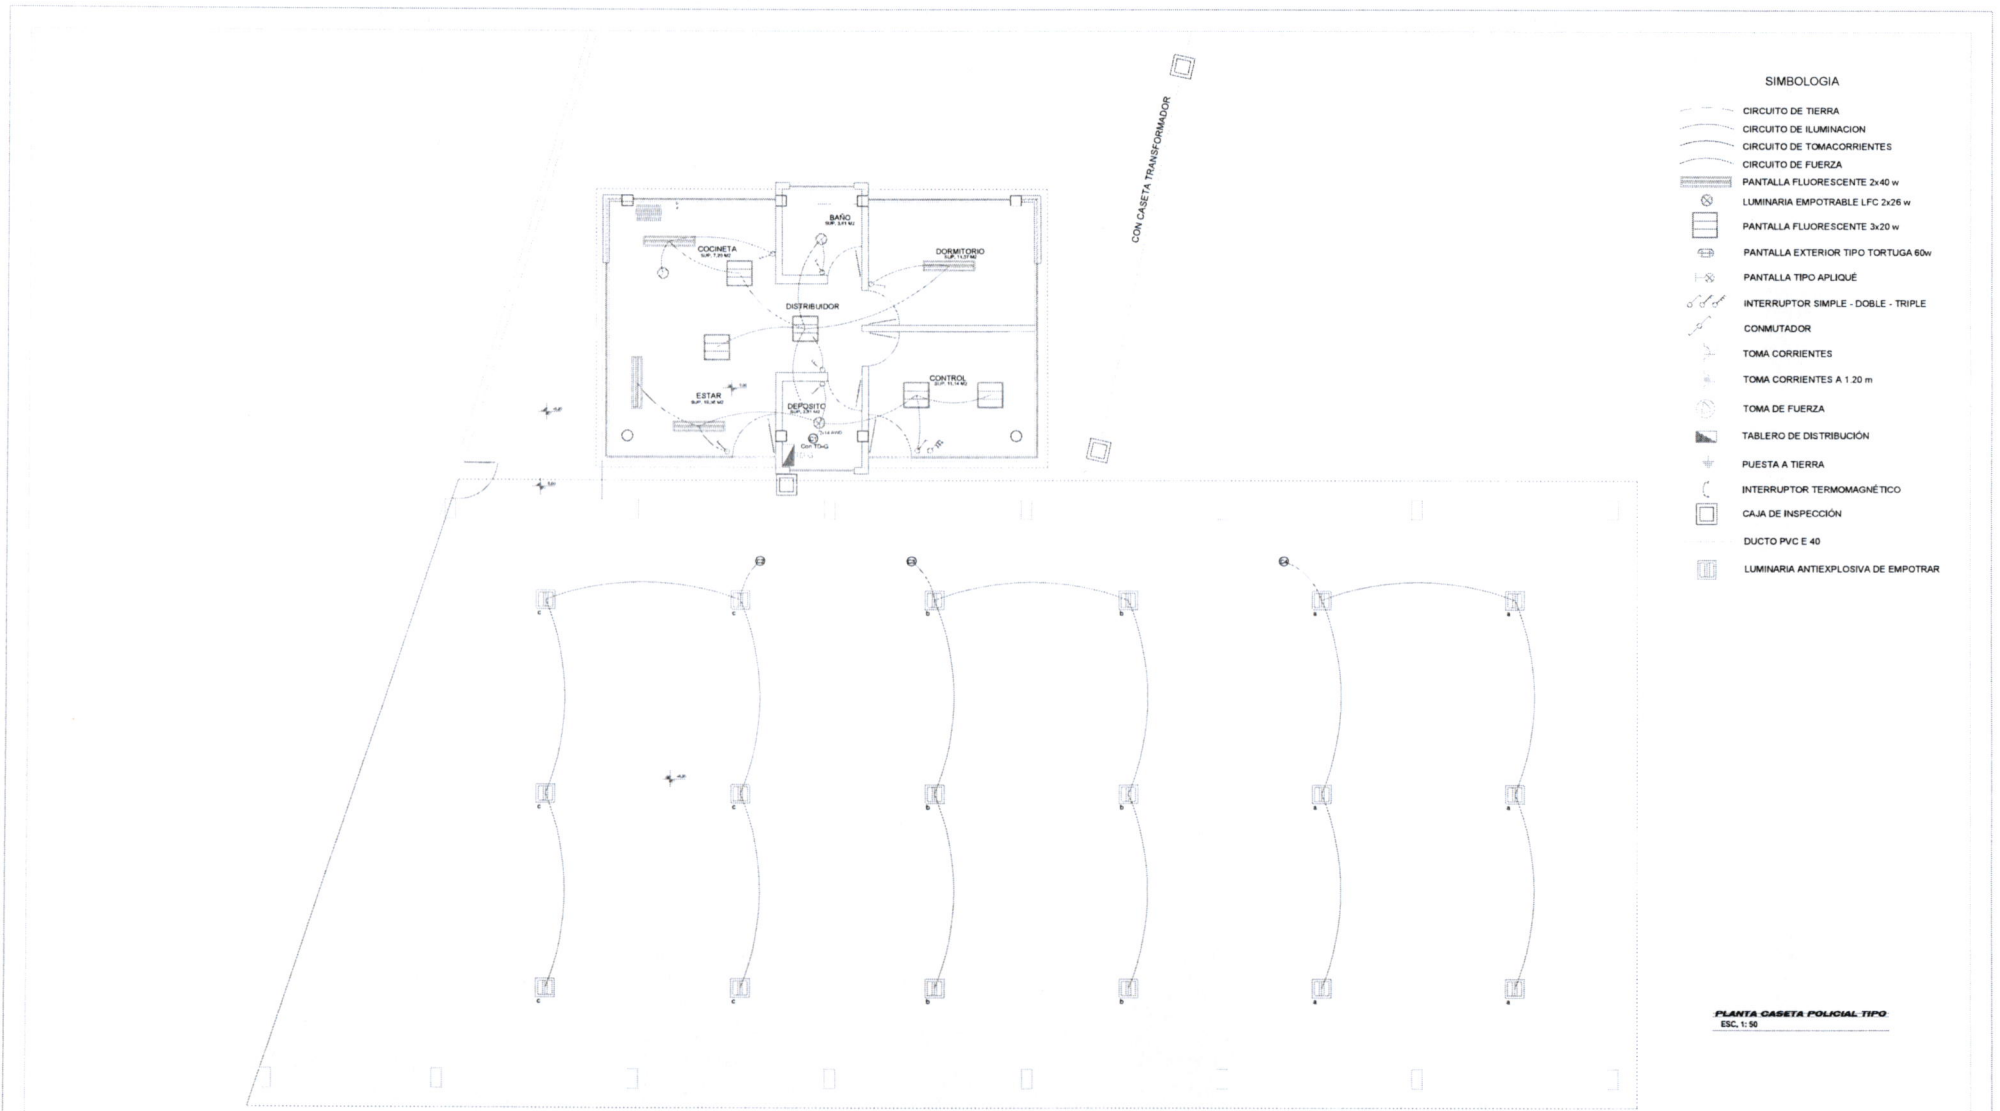 SIMBOLOGIA
CIRCUITO DE TIERRA
CIRCUITO DE ILUMINACION
CIRCUITO DE TOMACORRIENTES
CIRCUITO DE FUERZA
PANTALLA FLUORESCENTE 2x40 w
LUMINARIA EMPOTRABLE LFC 2x26 w
PANTALLA FLUORESCENTE 3x20 w
PANTALLA EXTERIOR TIPO TORTUGA 60w
PANTALLA TIPO APLIQUÉ
INTERRUPTOR SIMPLE - DOBLE - TRIPLE
CONMUTADOR
TOMA CORRIENTES
TOMA CORRIENTES A 1.20 m
TOMA DE FUERZA
TABLERO DE DISTRIBUCIÓN
PUESTA A TIERRA
INTERRUPTOR TERMOMAGNÉTICO
CAJA DE INSPECCIÓN
DUCTO PVC E 40
LUMINARIA ANTIEXPLOSIVA DE EMPOTRAR
CON CASETA TRANSFORMADOR
BAÑO
COCINETA
DORMITORIO
DISTRIBUIDOR
CONTROL
ESTAR
DEPOSITO
c c b b a a
c c b b a a
c c b b a a
PLANTA CASETA POLICIAL TIPO
ESC, 1: 50